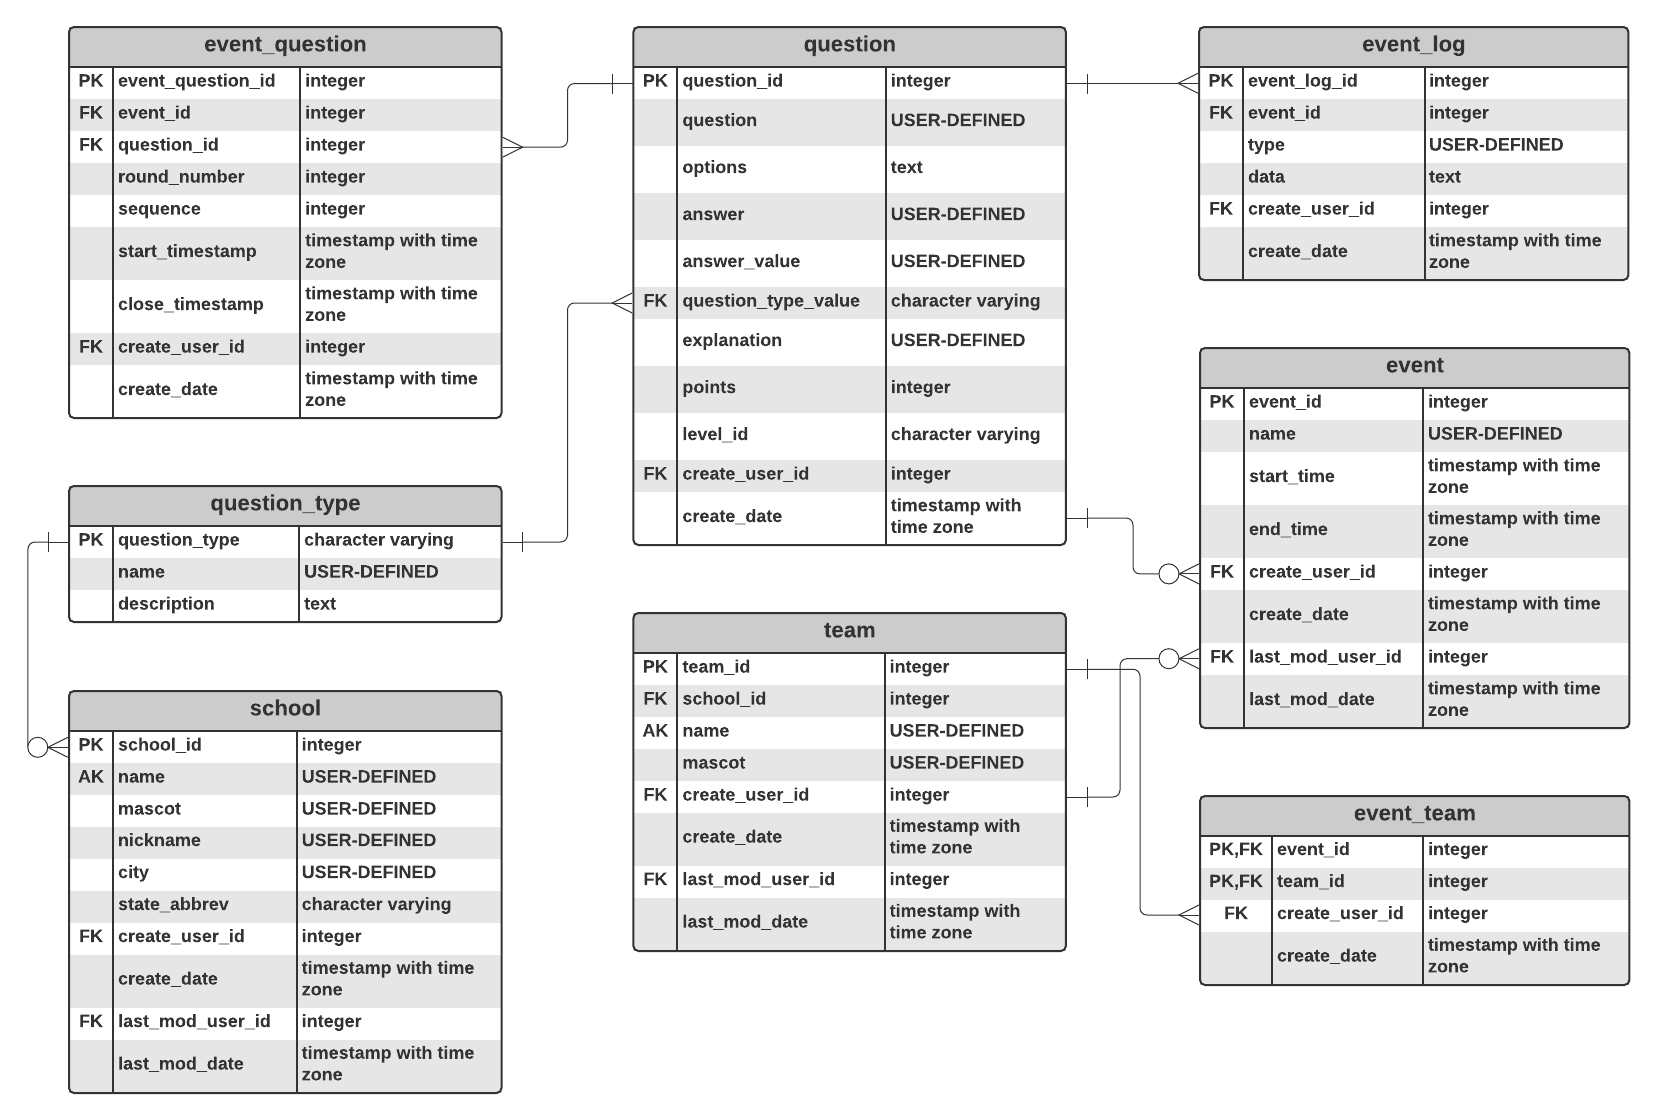 event_question
PK event_question_id integer
FK event_id integer
FK question_id integer
round_number integer
sequence integer
start_timestamp timestamp with time
zone
close_timestamp timestamp with time
zone
FK create_user_id integer
create_date timestamp with time
zone
question_type
PK question_type character varying
name USER-DEFINED
description text
school
PK school_id integer
AK name USER-DEFINED
mascot USER-DEFINED
nickname USER-DEFINED
city USER-DEFINED
state_abbrev character varying
FK create_user_id integer
create_date timestamp with time
zone
FK last_mod_user_id integer
last_mod_date timestamp with time
zone
question
PK question_id integer
question USER-DEFINED
options text
answer USER-DEFINED
answer_value USER-DEFINED
FK question_type_value character varying
explanation USER-DEFINED
points integer
level_id character varying
FK create_user_id integer
create_date timestamp with
time zone
team
PK team_id integer
FK school_id integer
AK name USER-DEFINED
mascot USER-DEFINED
FK create_user_id integer
create_date timestamp with
time zone
FK last_mod_user_id integer
last_mod_date timestamp with
time zone
event_log
PK event_log_id integer
FK event_id integer
type USER-DEFINED
data text
FK create_user_id integer
create_date timestamp with time
zone
event
PK event_id integer
name USER-DEFINED
start_time timestamp with time
zone
end_time timestamp with time
zone
FK create_user_id integer
create_date timestamp with time
zone
FK last_mod_user_id integer
last_mod_date timestamp with time
zone
event_team
PK,FK event_id integer
PK,FK team_id integer
FK create_user_id integer
create_date timestamp with time
zone